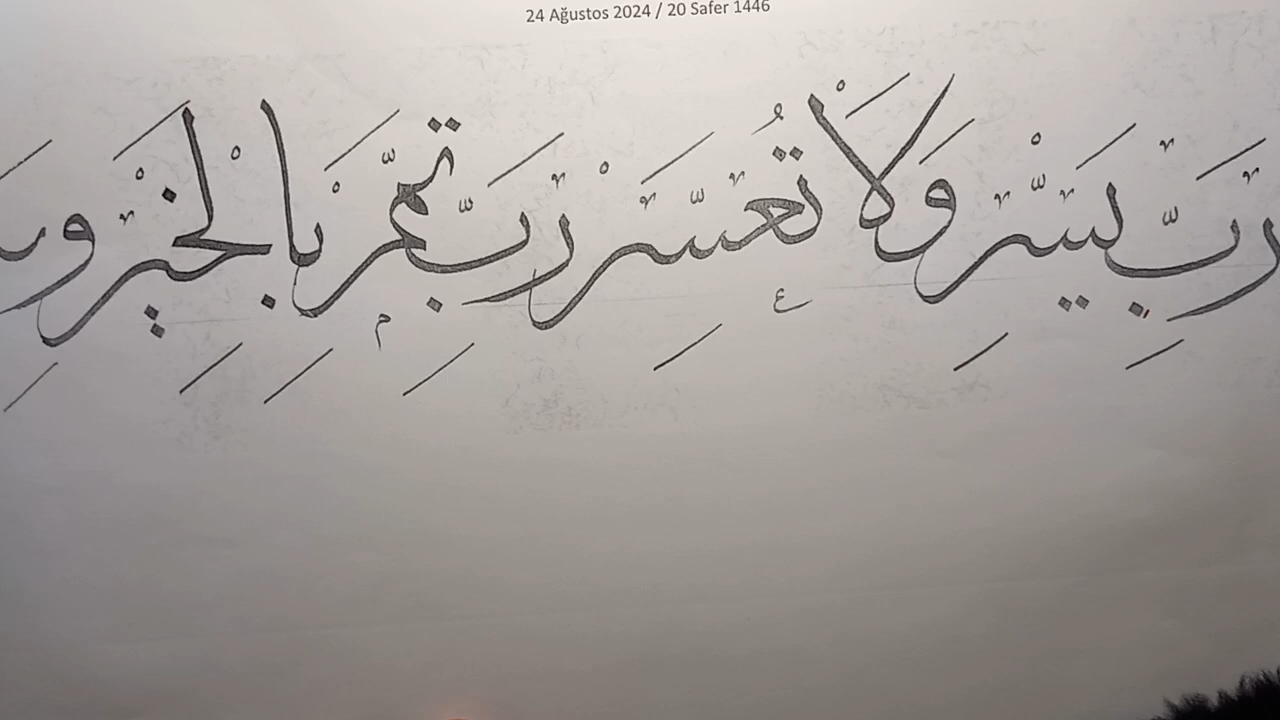 24 Ağustos 2024 / 20 Safer 1446
رَبِّ يَسِّرْ وَلَا تُعَسِّرْ رَبِّ تَمِّمْ بِالْخَيْرِ